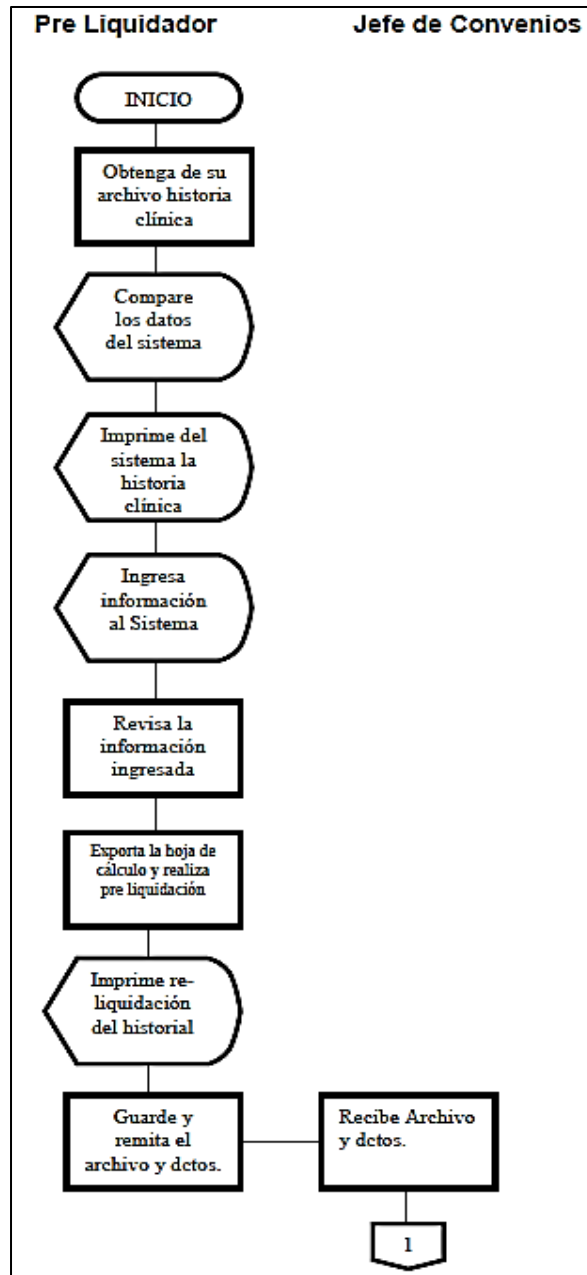 Pre Liquidador Jefe de Convenios
INICIO
Obtenga de su
archivo historia
clínica
Compare
los datos
del sistema
Imprime del
sistema la
historia
clínica
Ingresa
información
al Sistema
Revisa la
información
ingresada
Exporta la hoja de
cálculo y realiza
pre liquidación
Imprime re-
liquidación
del historial
Guarde y
remita el
archivo y dctos.
Recibe Archivo
y dctos.
1